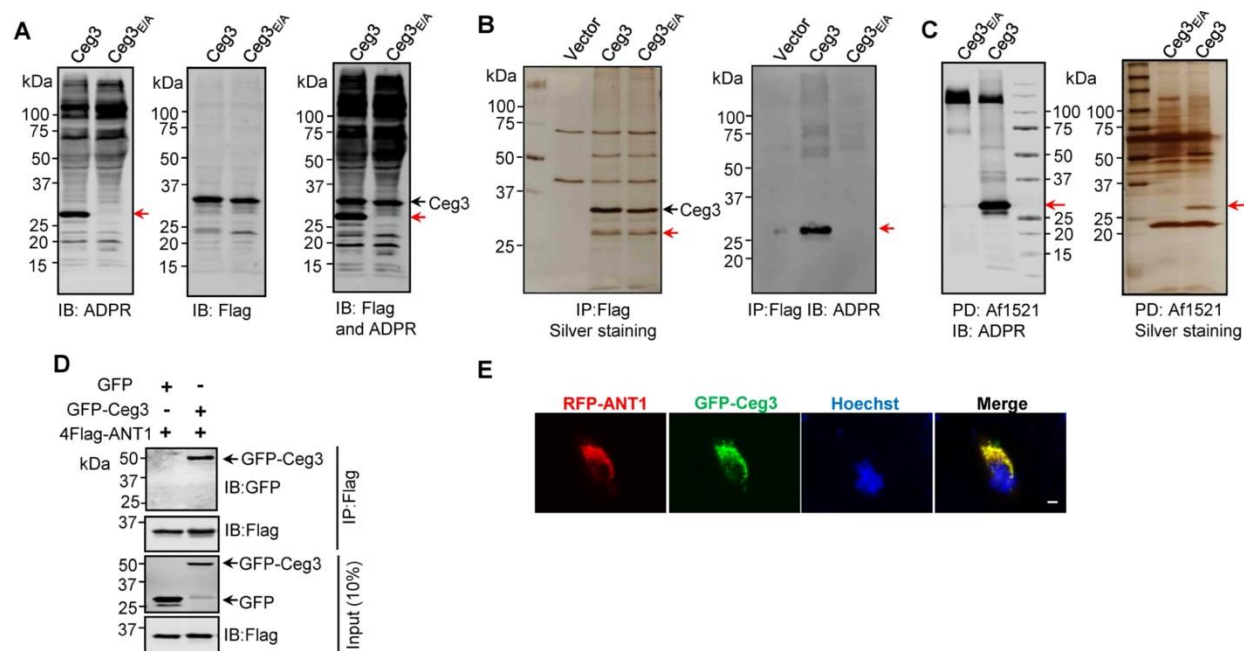 A
Ceg3 Ceg3E/A
kDa
100
75
50
37
25
20
15
IB: ADPR
Ceg3 Ceg3E/A
100
75
50
37
25
20
15
IB: Flag
Ceg3 Ceg3E/A
100
75
50
37
25
20
15
Ceg3
IB: Flag
and ADPR
B
Vector Ceg3 Ceg3E/A
kDa
100
75
50
37
25
Ceg3
IP:Flag
Silver staining
Vector Ceg3 Ceg3E/A
100
75
50
37
25
20
IP:Flag IB: ADPR
C
Ceg3E/A Ceg3
100
75
50
37
25
20
PD: Af1521
IB: ADPR
Ceg3E/A Ceg3
kDa
100
75
50
37
25
20
PD: Af1521
Silver staining
D
GFP + -
GFP-Ceg3 - +
4Flag-ANT1 + +
kDa
50
37
25
GFP-Ceg3
IB:GFP
37
IB:Flag
IP:Flag
50
37
25
GFP-Ceg3
GFP
37
IB:Flag
Input (10%)
E
RFP-ANT1 GFP-Ceg3 Hoechst Merge